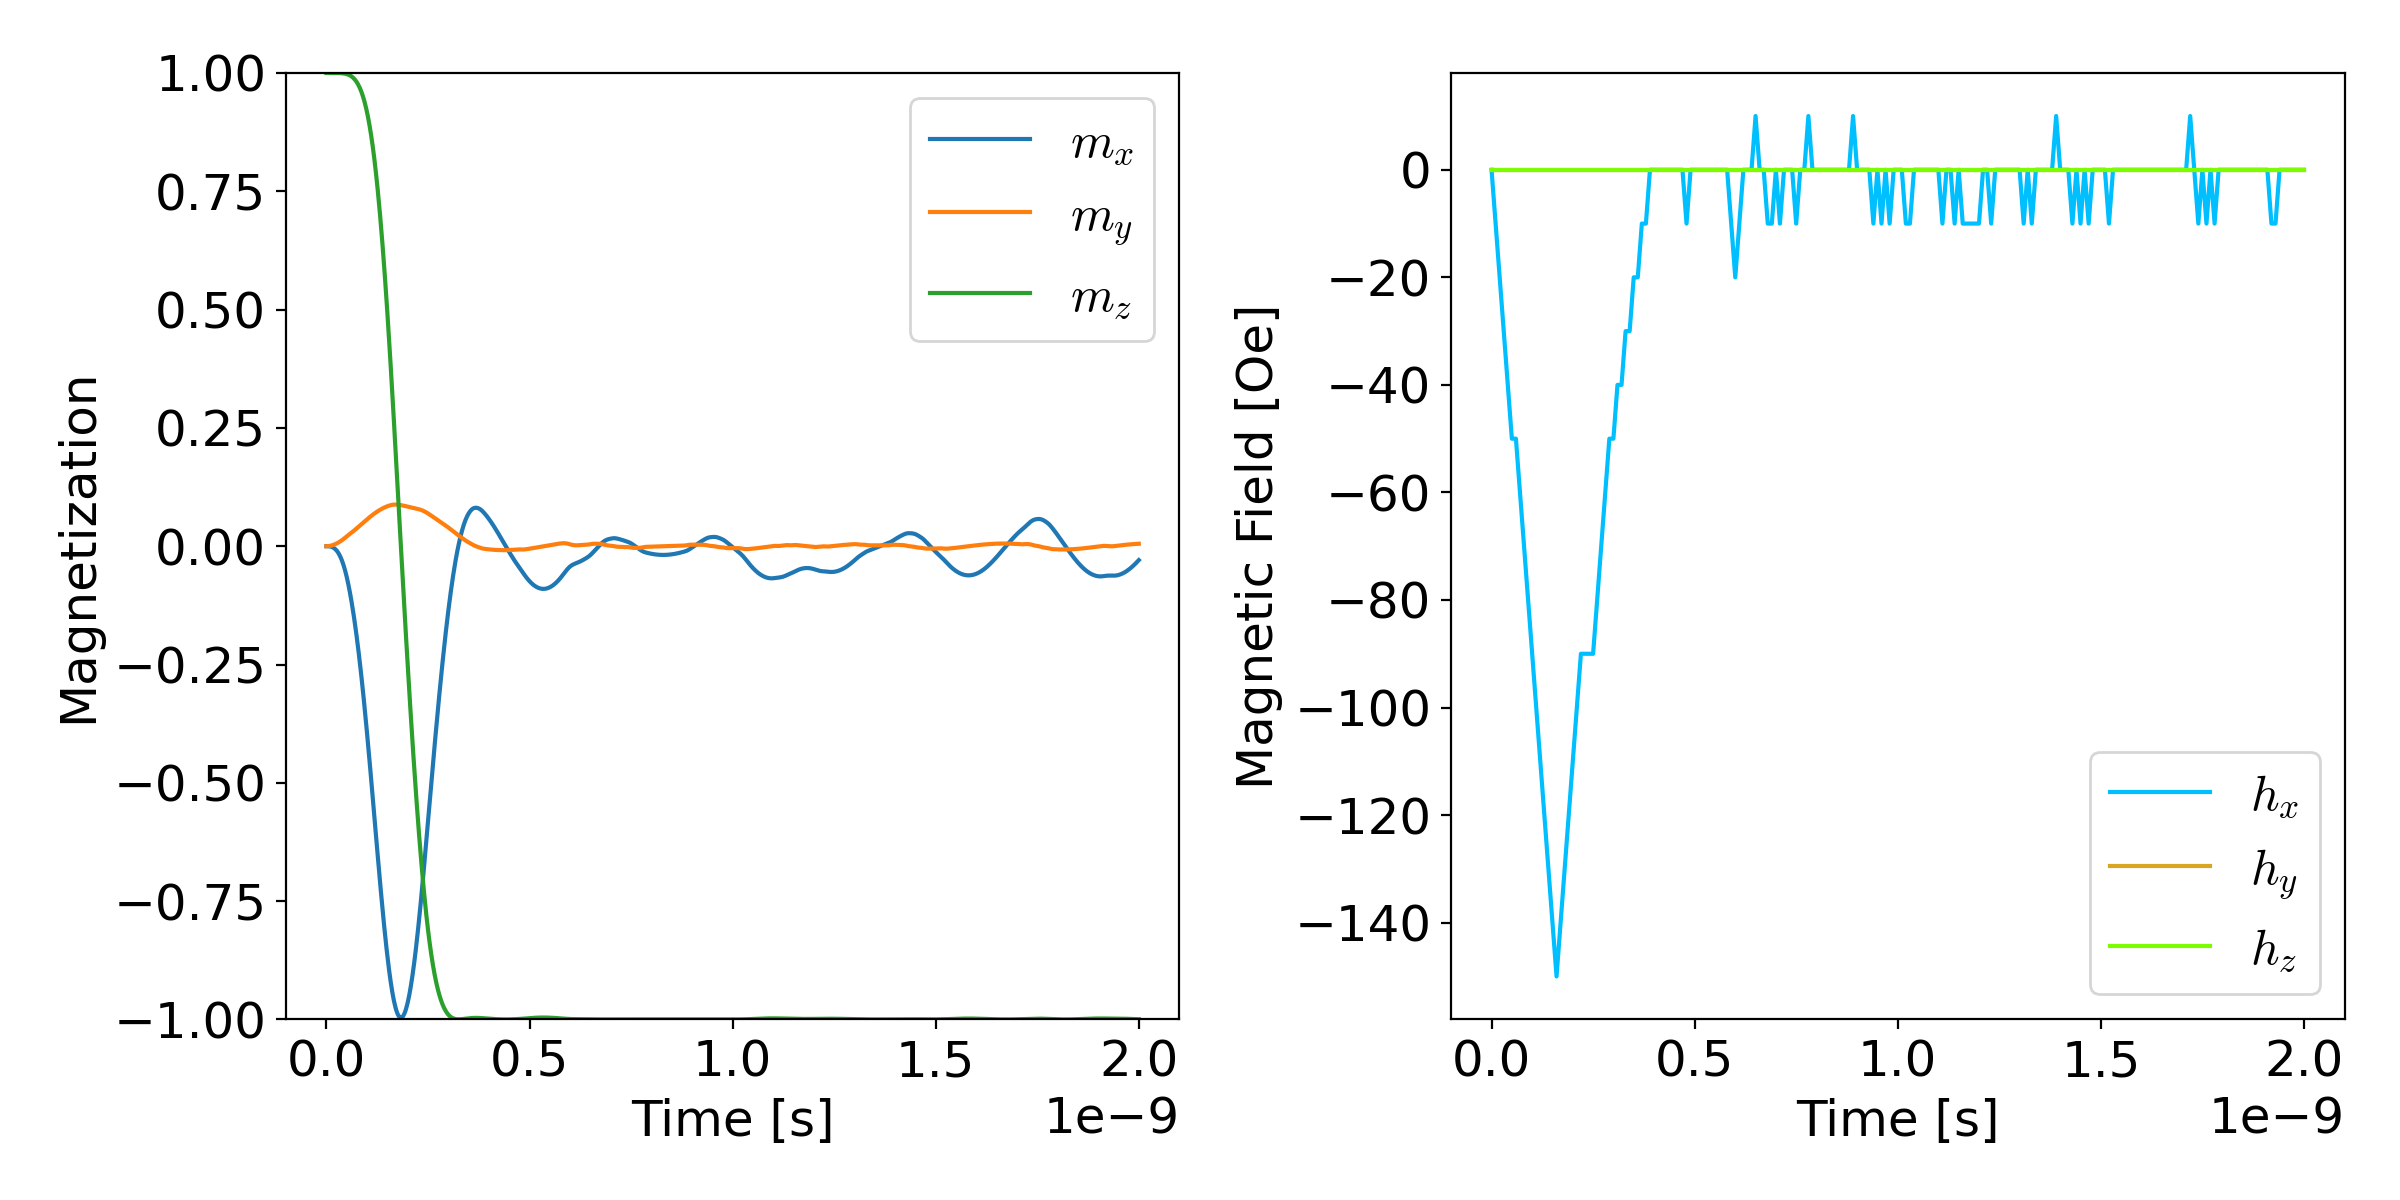 Magnetization
1.00
0.75
0.50
0.25
0.00
−0.25
−0.50
−0.75
−1.00
0.0 0.5 1.0 1.5 2.0
Time [s]
1e−9
m_x
m_y
m_z
Magnetic Field [Oe]
0
−20
−40
−60
−80
−100
−120
−140
0.0 0.5 1.0 1.5 2.0
Time [s]
1e−9
h_x
h_y
h_z